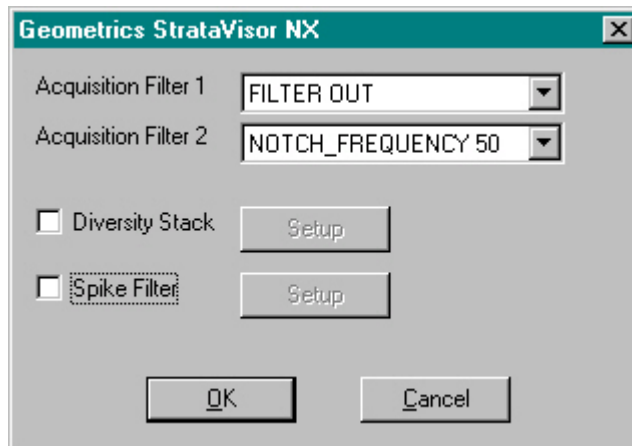 Geometrics StrataVisor NX
Acquisition Filter 1 FILTER OUT
Acquisition Filter 2 NOTCH_FREQUENCY 50
Diversity Stack Setup
Spike Filter Setup
OK Cancel